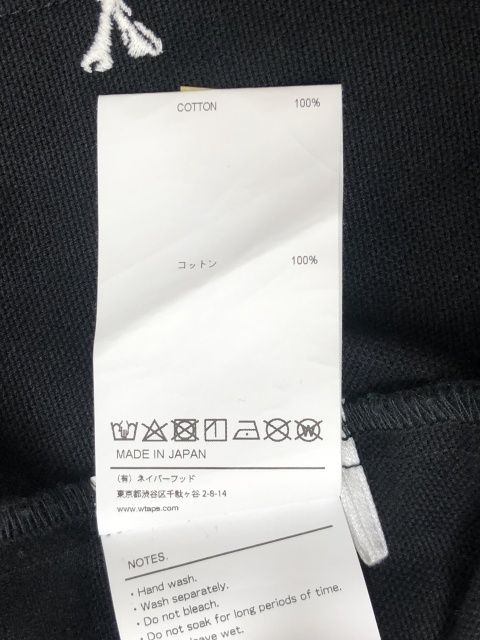 COTTON 100%
コットン 100%
MADE IN JAPAN
(有) ネイバーフッド
東京都渋谷区千駄ヶ谷 2-8-14
www.wtaps.com
NOTES.
・Hand wash.
・Wash separately.
・Do not bleach.
・Do not soak for long periods of time.
leave wet.